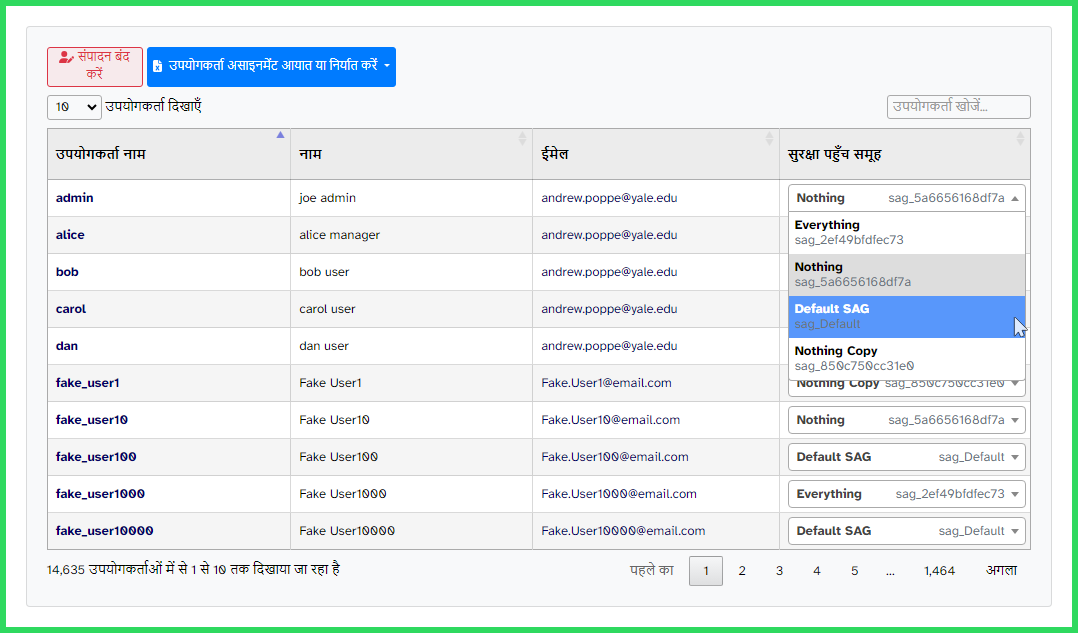 संपादन बंद
करें
उपयोगकर्ता असाइनमेंट आयात या निर्यात करें
10 उपयोगकर्ता दिखाएँ
उपयोगकर्ता खोजें...
उपयोगकर्ता नाम नाम ईमेल सुरक्षा पहुँच समूह
admin joe admin andrew.poppe@yale.edu Nothing sag_5a6656168df7a
alice alice manager andrew.poppe@yale.edu
Everything
sag_2ef49bfdfec73
bob bob user andrew.poppe@yale.edu
Nothing
sag_5a6656168df7a
carol carol user andrew.poppe@yale.edu
Default SAG
sag_Default
dan dan user andrew.poppe@yale.edu
Nothing Copy
sag_850c750cc31e0
fake_user1 Fake User1 Fake.User1@email.com Nothing Copy sag_850c750cc31e0
fake_user10 Fake User10 Fake.User10@email.com Nothing sag_5a6656168df7a
fake_user100 Fake User100 Fake.User100@email.com Default SAG sag_Default
fake_user1000 Fake User1000 Fake.User1000@email.com Everything sag_2ef49bfdfec73
fake_user10000 Fake User10000 Fake.User10000@email.com Default SAG sag_Default
14,635 उपयोगकर्ताओं में से 1 से 10 तक दिखाया जा रहा है
पहले का 1 2 3 4 5 ... 1,464 अगला